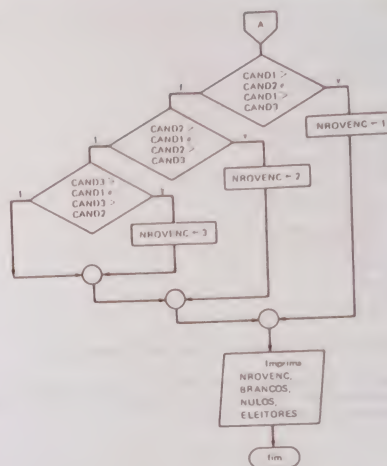 A
f
CAND1 >
CAND2 e
CAND1 >
CAND3
v
NROVENC ← 1
f
CAND2 >
CAND1 e
CAND2 >
CAND3
v
NROVENC ← 2
f
CAND3 >
CAND1 e
CAND3 >
CAND2
NROVENC ← 3
Imprima
NROVENC,
BRANCOS,
NULOS,
ELEITORES
fim